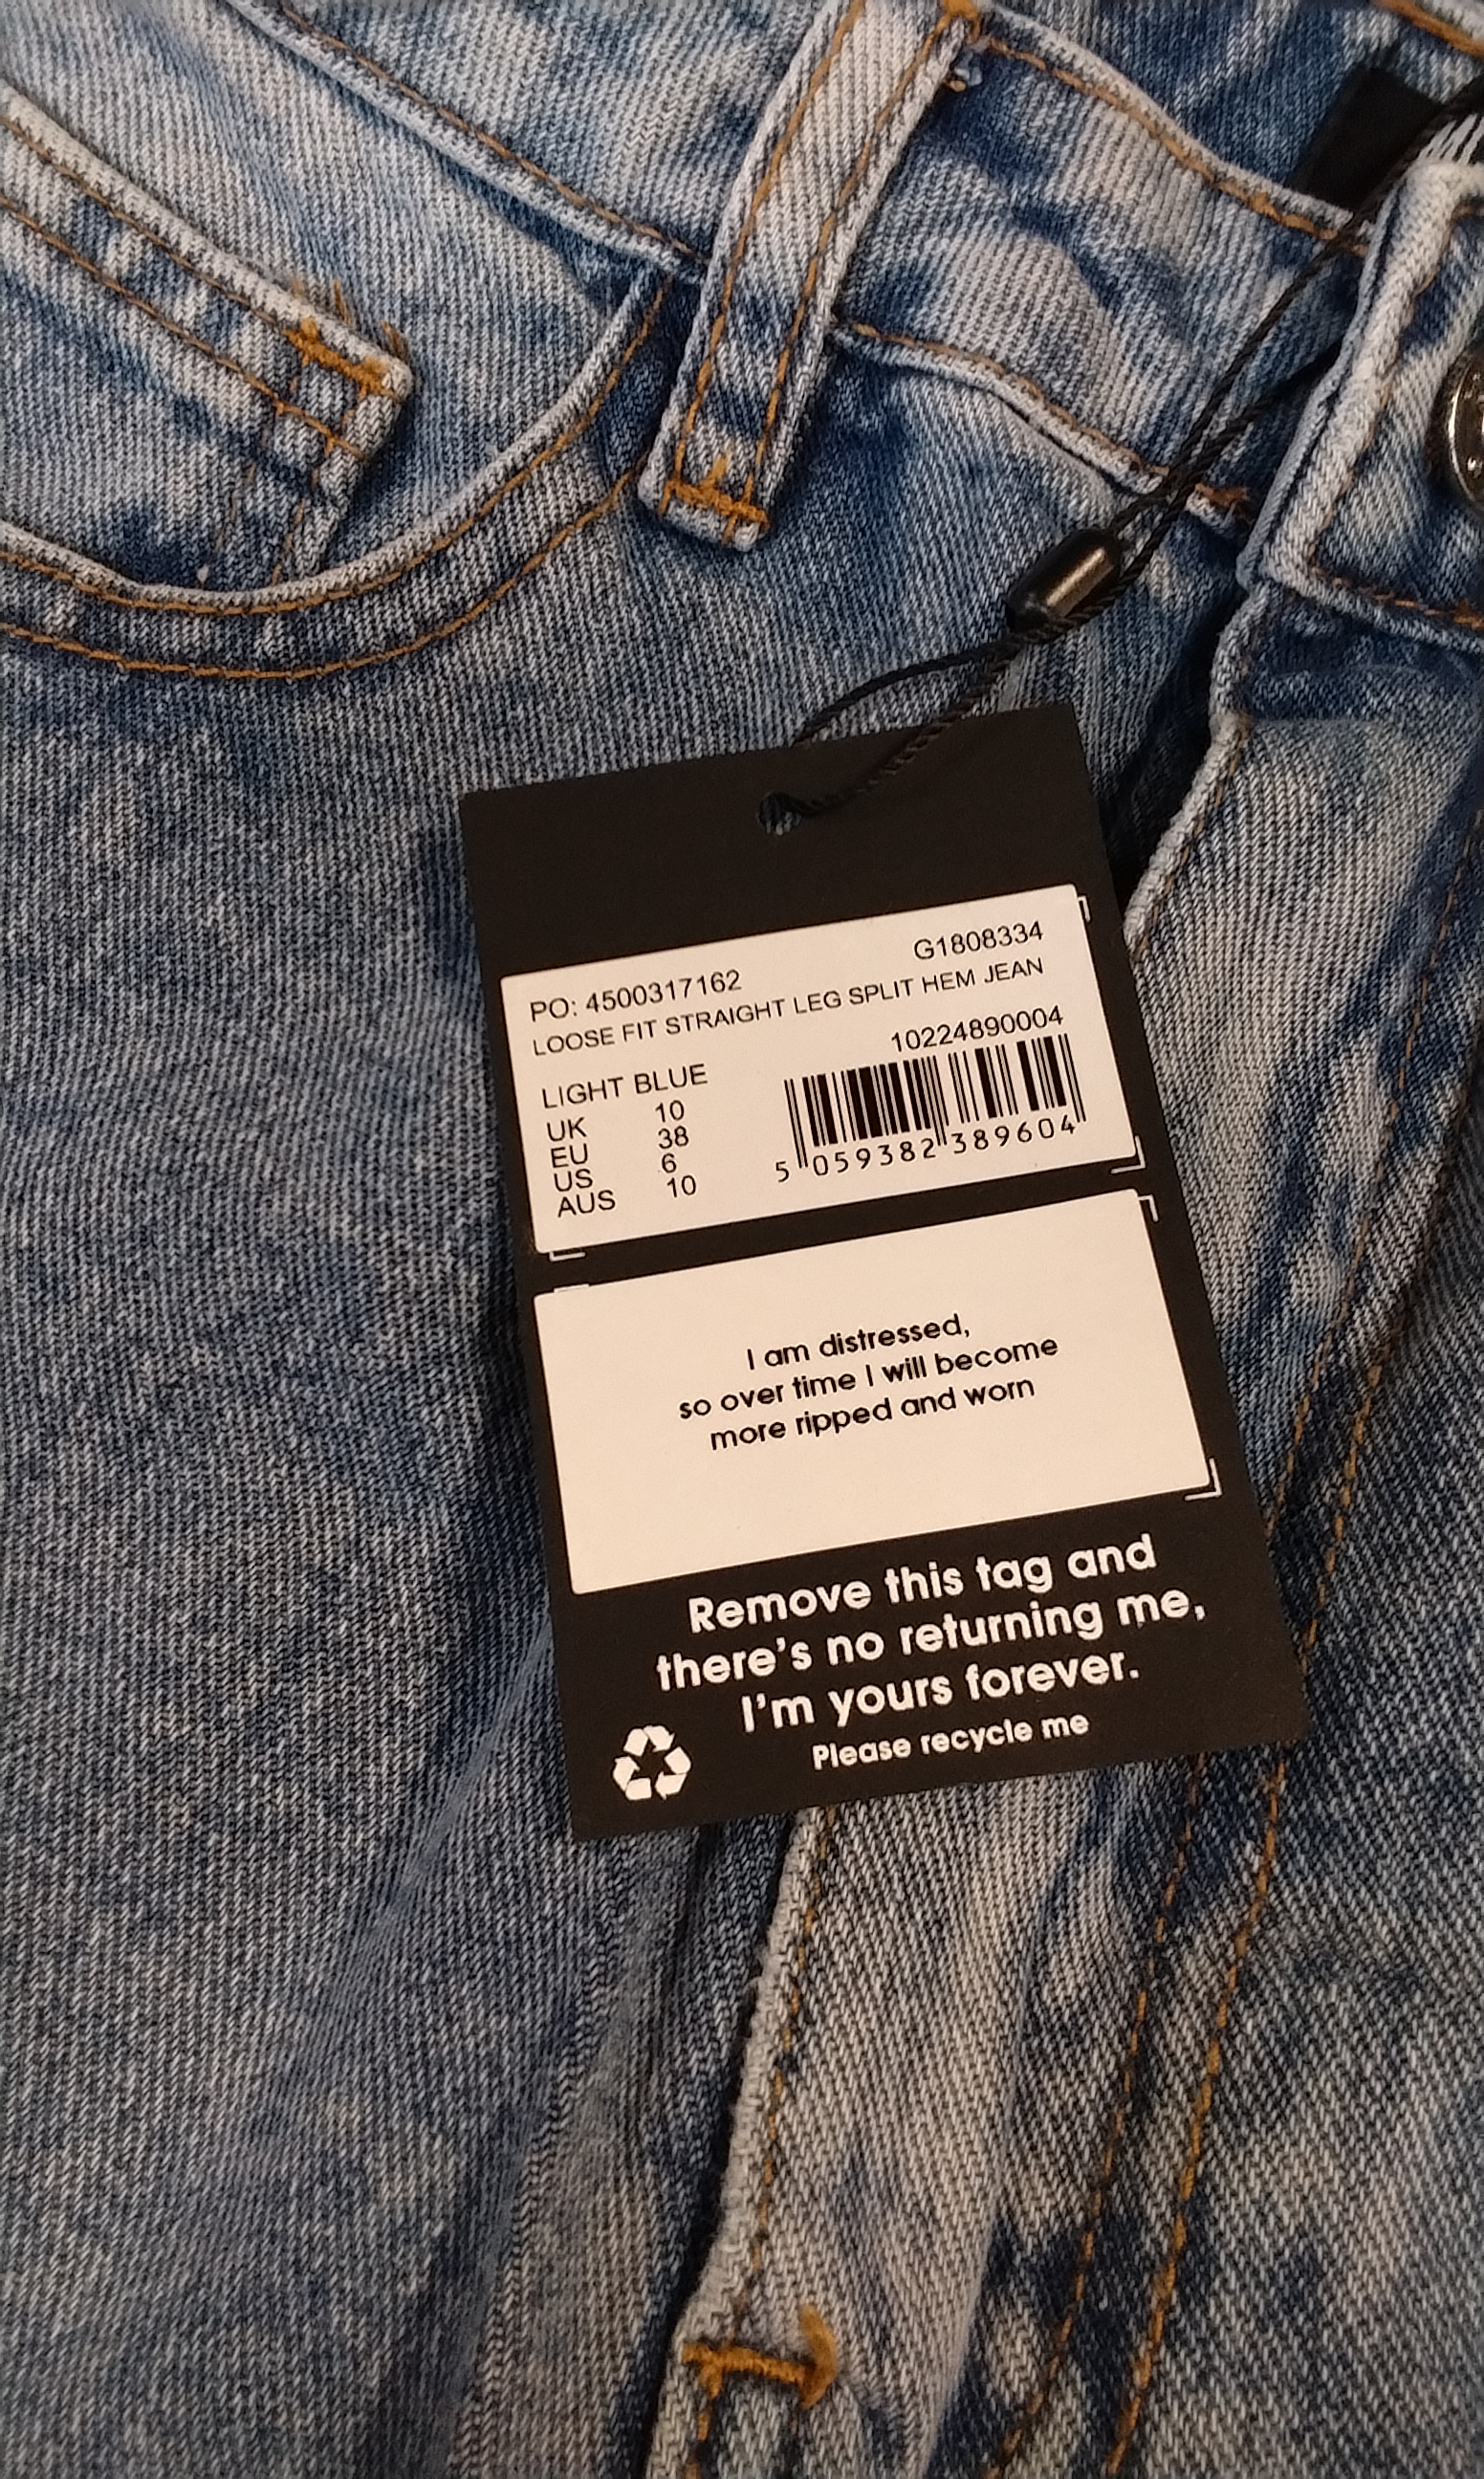 PO: 4500317162 G1808334
LOOSE FIT STRAIGHT LEG SPLIT HEM JEAN
10224890004
LIGHT BLUE
UK 10
EU 38
US 6
AUS 10
5 059382 389604
I am distressed,
so over time I will become
more ripped and worn
Remove this tag and
there's no returning me,
I'm yours forever.
Please recycle me